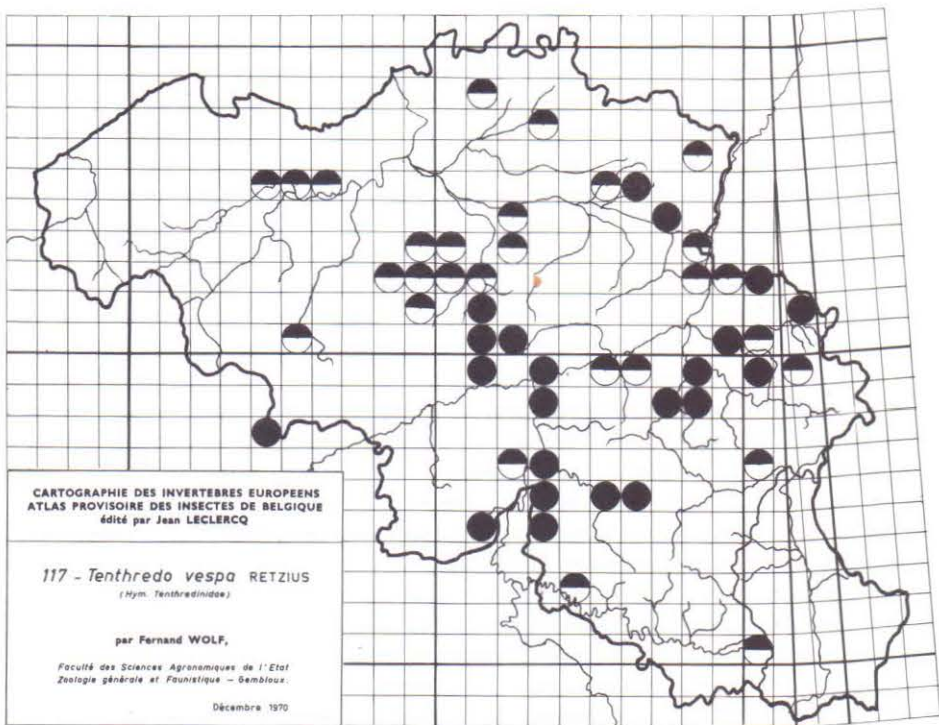 CARTOGRAPHIE DES INVERTEBRES EUROPEENS
ATLAS PROVISOIRE DES INSECTES DE BELGIQUE
édité par Jean LECLERCQ
117 - Tenthredo vespa RETZIUS
(Hym. Tenthredinidae)
par Fernand WOLF,
Faculté des Sciences Agronomiques de l'Etat
Zoologie générale et Faunistique - Gembloux.
Décembre 1970